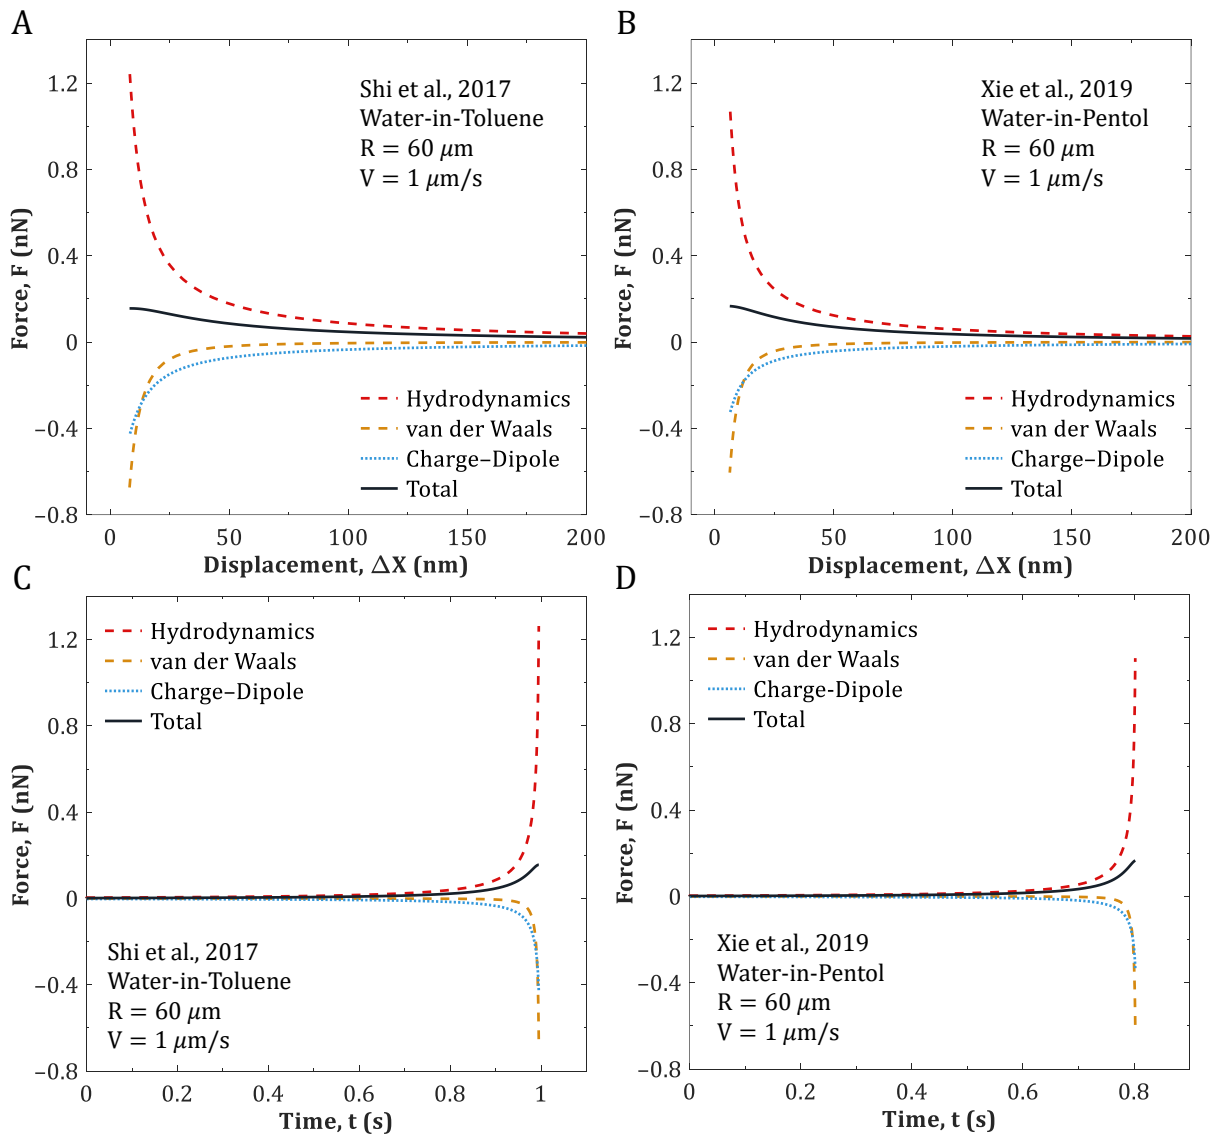 A
Force, F (nN)
1.2
0.8
0.4
0
−0.4
−0.8
Shi et al., 2017
Water-in-Toluene
R = 60 μm
V = 1 μm/s
Hydrodynamics
van der Waals
Charge–Dipole
Total
0 50 100 150 200
Displacement, ΔX (nm)
B
Force, F (nN)
1.2
0.8
0.4
0
−0.4
−0.8
Xie et al., 2019
Water-in-Pentol
R = 60 μm
V = 1 μm/s
Hydrodynamics
van der Waals
Charge–Dipole
Total
0 50 100 150 200
Displacement, ΔX (nm)
C
Force, F (nN)
1.2
0.8
0.4
0
−0.4
−0.8
Hydrodynamics
van der Waals
Charge–Dipole
Total
Shi et al., 2017
Water-in-Toluene
R = 60 μm
V = 1 μm/s
0 0.2 0.4 0.6 0.8 1
Time, t (s)
D
Force, F (nN)
1.2
0.8
0.4
0
−0.4
−0.8
Hydrodynamics
van der Waals
Charge-Dipole
Total
Xie et al., 2019
Water-in-Pentol
R = 60 μm
V = 1 μm/s
0 0.2 0.4 0.6 0.8
Time, t (s)